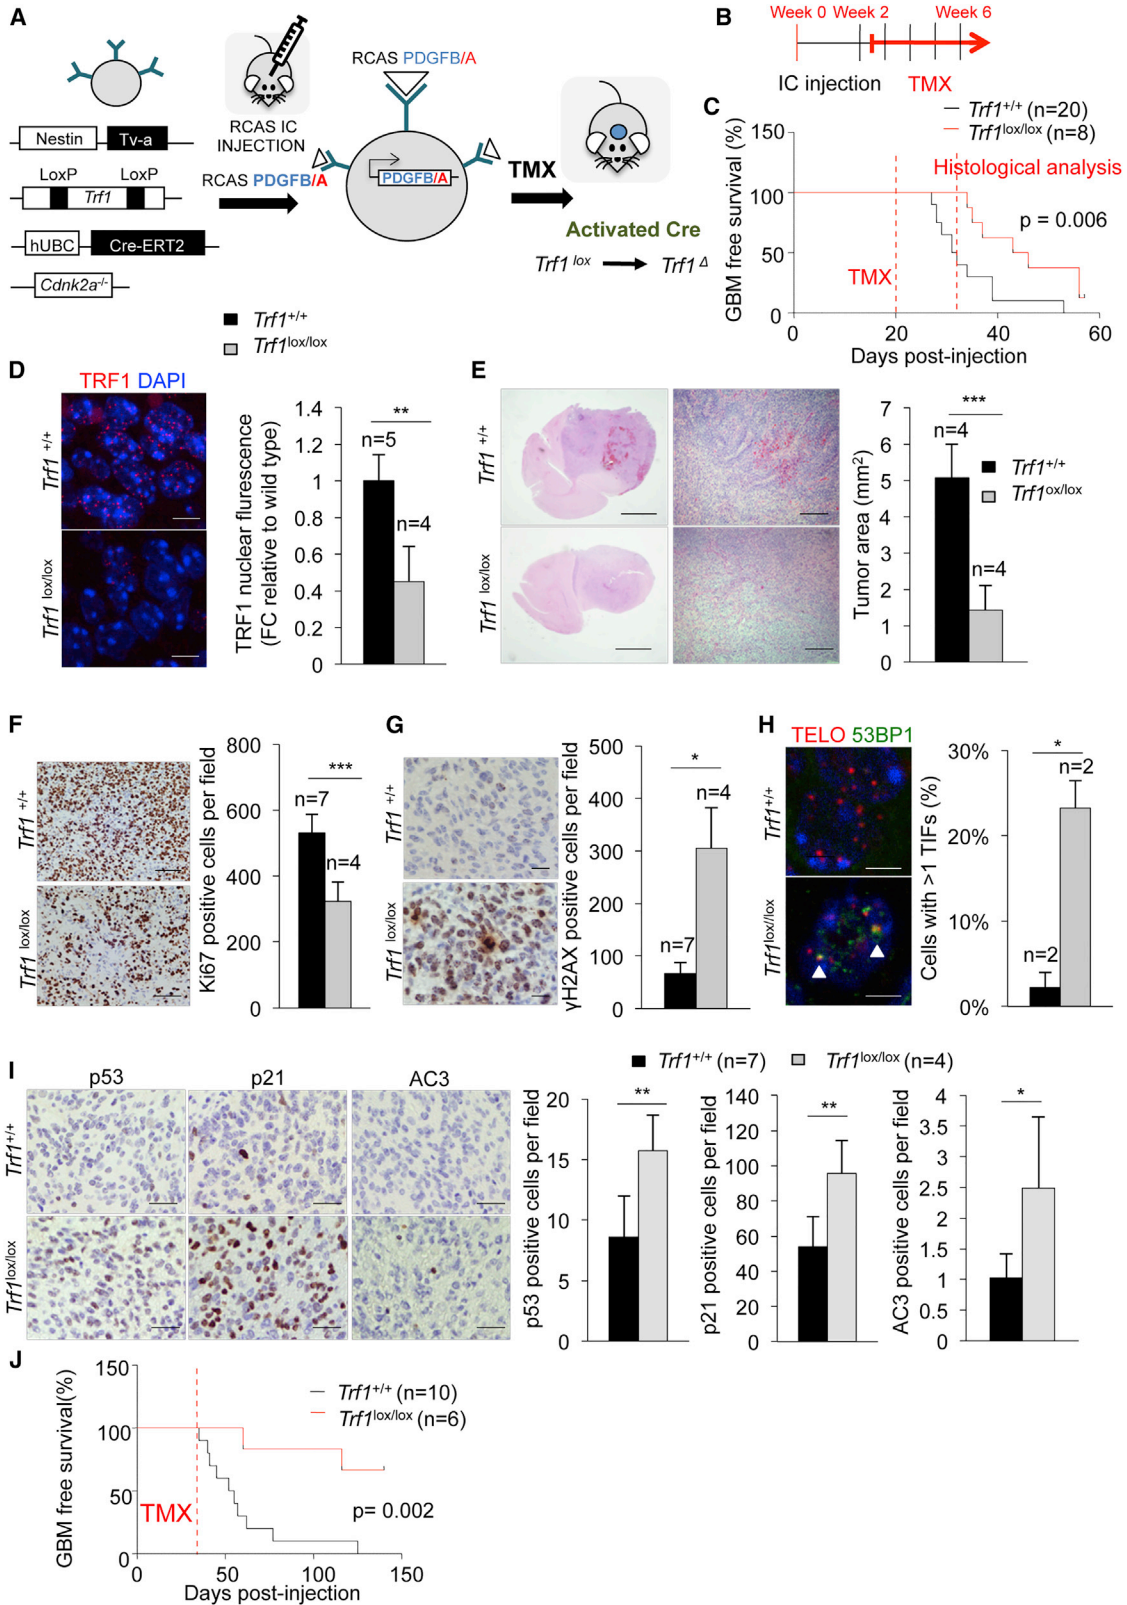 A
RCAS PDGFB/A
Nestin Tv-a
LoxP LoxP
Trf1
hUBC Cre-ERT2
Cdnk2a-/-
RCAS IC
INJECTION
RCAS PDGFB/A
PDGFB/A
TMX
Activated Cre
Trf1 lox Trf1 Δ
B
Week 0 Week 2 Week 6
IC injection TMX
C
Trf1+/+ (n=20)
Trf1lox/lox (n=8)
Histological analysis
p = 0.006
TMX
GBM free survival (%)
150
100
50
0
0 20 40 60
Days post-injection
Trf1+/+
Trf1lox/lox
D
TRF1 DAPI
Trf1 +/+
Trf1 lox/lox
TRF1 nuclear flurescence
(FC relative to wild type)
1.4
1.2
1
0.8
0.6
0.4
0.2
0
**
n=5
n=4
E
Trf1 +/+
Trf1 lox/lox
Tumor area (mm2)
7
6
5
4
3
2
1
0
***
n=4
n=4
Trf1+/+
Trf1ox/lox
F
Trf1 +/+
Trf1 lox/lox
Ki67 positive cells per field
800
600
400
200
0
***
n=7
n=4
G
Trf1 +/+
Trf1 lox/lox
γH2AX positive cells per field
500
400
300
200
100
0
*
n=4
n=7
H
TELO 53BP1
Trf1+/+
Trf1lox//lox
Cells with >1 TIFs (%)
30%
20%
10%
0%
*
n=2
n=2
I
p53 p21 AC3
Trf1+/+
Trf1lox/lox
Trf1+/+ (n=7) Trf1lox/lox (n=4)
p53 positive cells per field
20
15
10
5
0
**
p21 positive cells per field
140
120
100
80
60
40
20
0
**
AC3 positive cells per field
4
3.5
3
2.5
2
1.5
1
0.5
0
*
J
GBM free survival(%)
150
100
50
0
Trf1+/+ (n=10)
Trf1lox/lox (n=6)
TMX
p= 0.002
0 50 100 150
Days post-injection